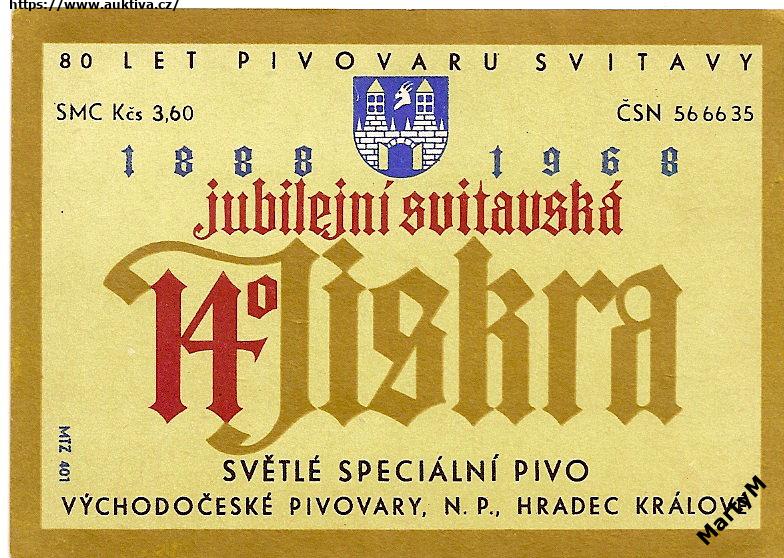 https://www.auktiva.cz/
80 LET PIVOVARU SVITAVY
SMC Kčs 3,60
ČSN 56 66 35
1888 1968
jubilejní svitavská
14° Jiskra
MTZ 401
SVĚTLÉ SPECIÁLNÍ PIVO
VÝCHODOČESKÉ PIVOVARY, N. P., HRADEC KRÁLOVÉ
MartyM